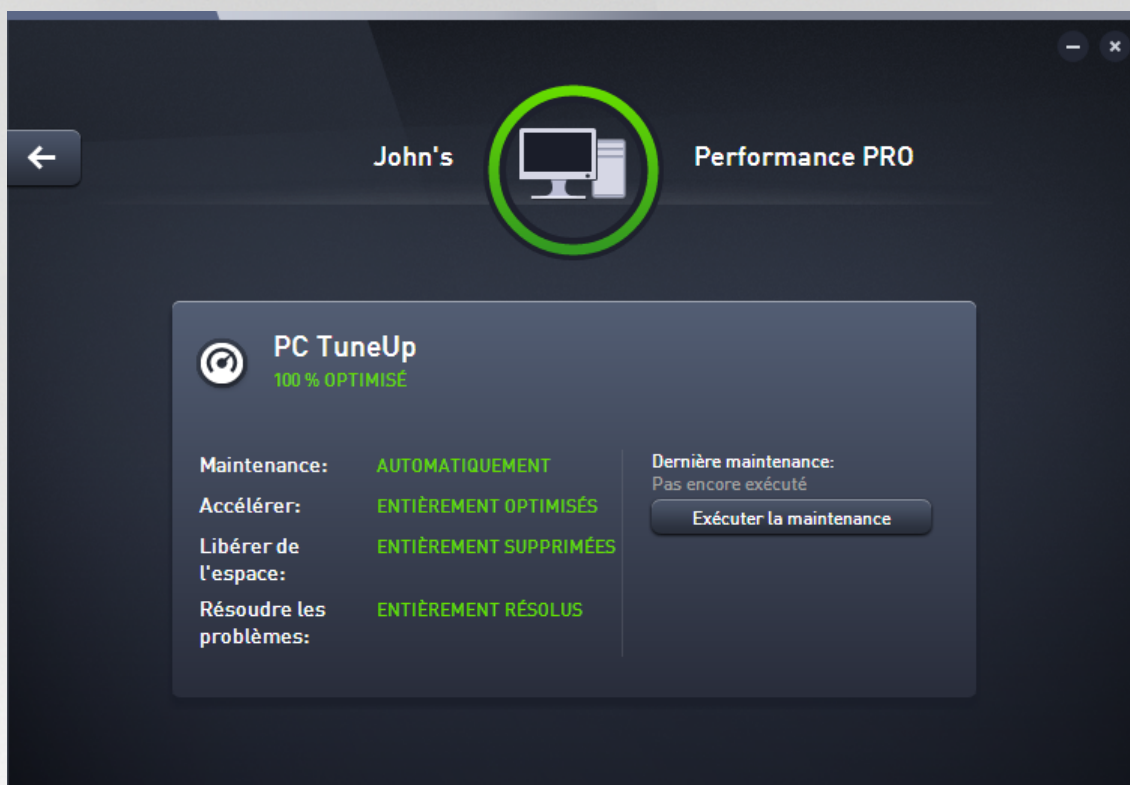 John's
Performance PRO
PC TuneUp
100 % OPTIMISÉ
Maintenance:
AUTOMATIQUEMENT
Accélérer:
ENTIÈREMENT OPTIMISÉS
Libérer de
l'espace:
ENTIÈREMENT SUPPRIMÉES
Résoudre les
problèmes:
ENTIÈREMENT RÉSOLUS
Dernière maintenance:
Pas encore exécuté
Exécuter la maintenance